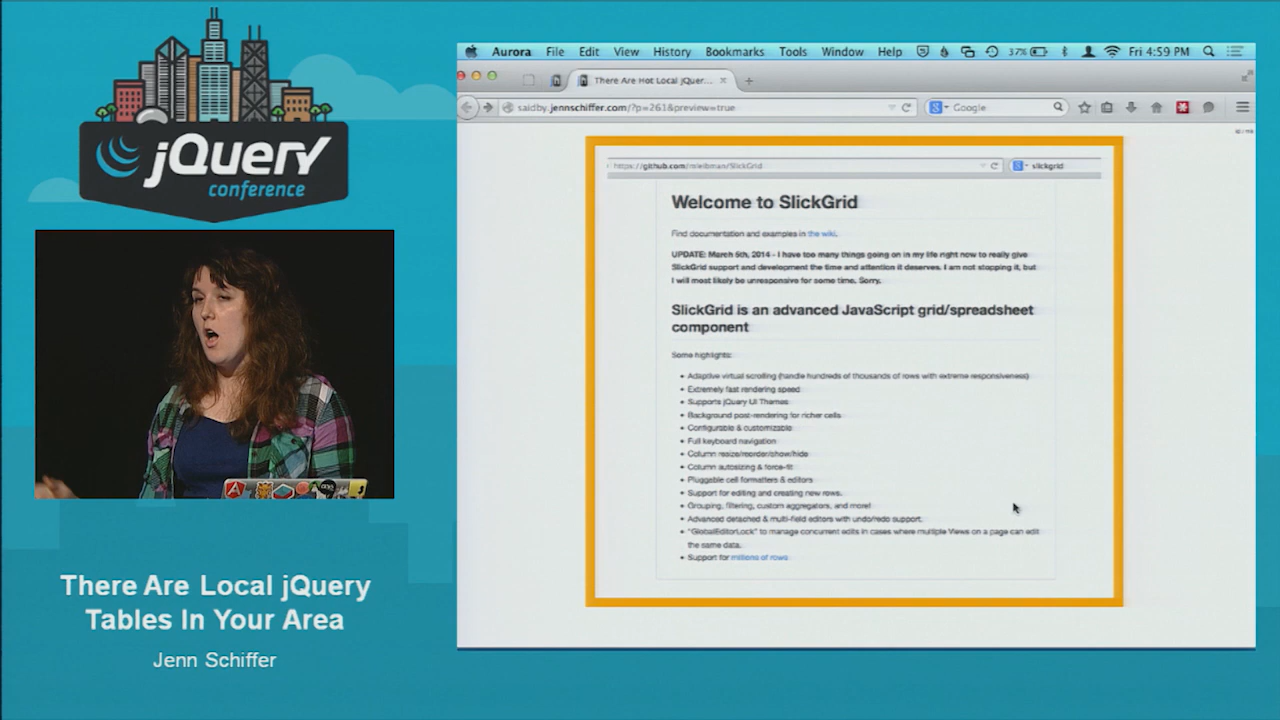 jQuery
conference
There Are Local jQuery
Tables In Your Area
Jenn Schiffer
Aurora File Edit View History Bookmarks Tools Window Help 37% Fri 4:59 PM
There Are Hot Local jQuer...
saidby.jennschiffer.com/?p=261&preview=true
Google
https://github.com/mleibman/SlickGrid
slickgrid
Welcome to SlickGrid
Find documentation and examples in the wiki.
UPDATE: March 5th, 2014 - I have too many things going on in my life right now to really give
SlickGrid support and development the time and attention it deserves. I am not stopping it, but
I will most likely be unresponsive for some time. Sorry.
SlickGrid is an advanced JavaScript grid/spreadsheet
component
Some highlights:
• Adaptive virtual scrolling (handle hundreds of thousands of rows with extreme responsiveness)
• Extremely fast rendering speed
• Supports jQuery UI Themes
• Background post-rendering for richer cells
• Configurable & customizable
• Full keyboard navigation
• Column resize/reorder/show/hide
• Column autosizing & force-fit
• Pluggable cell formatters & editors
• Support for editing and creating new rows.
• Grouping, filtering, custom aggregators, and more!
• Advanced detached & multi-field editors with undo/redo support.
• "GlobalEditorLock" to manage concurrent edits in cases where multiple Views on a page can edit
the same data.
• Support for millions of rows